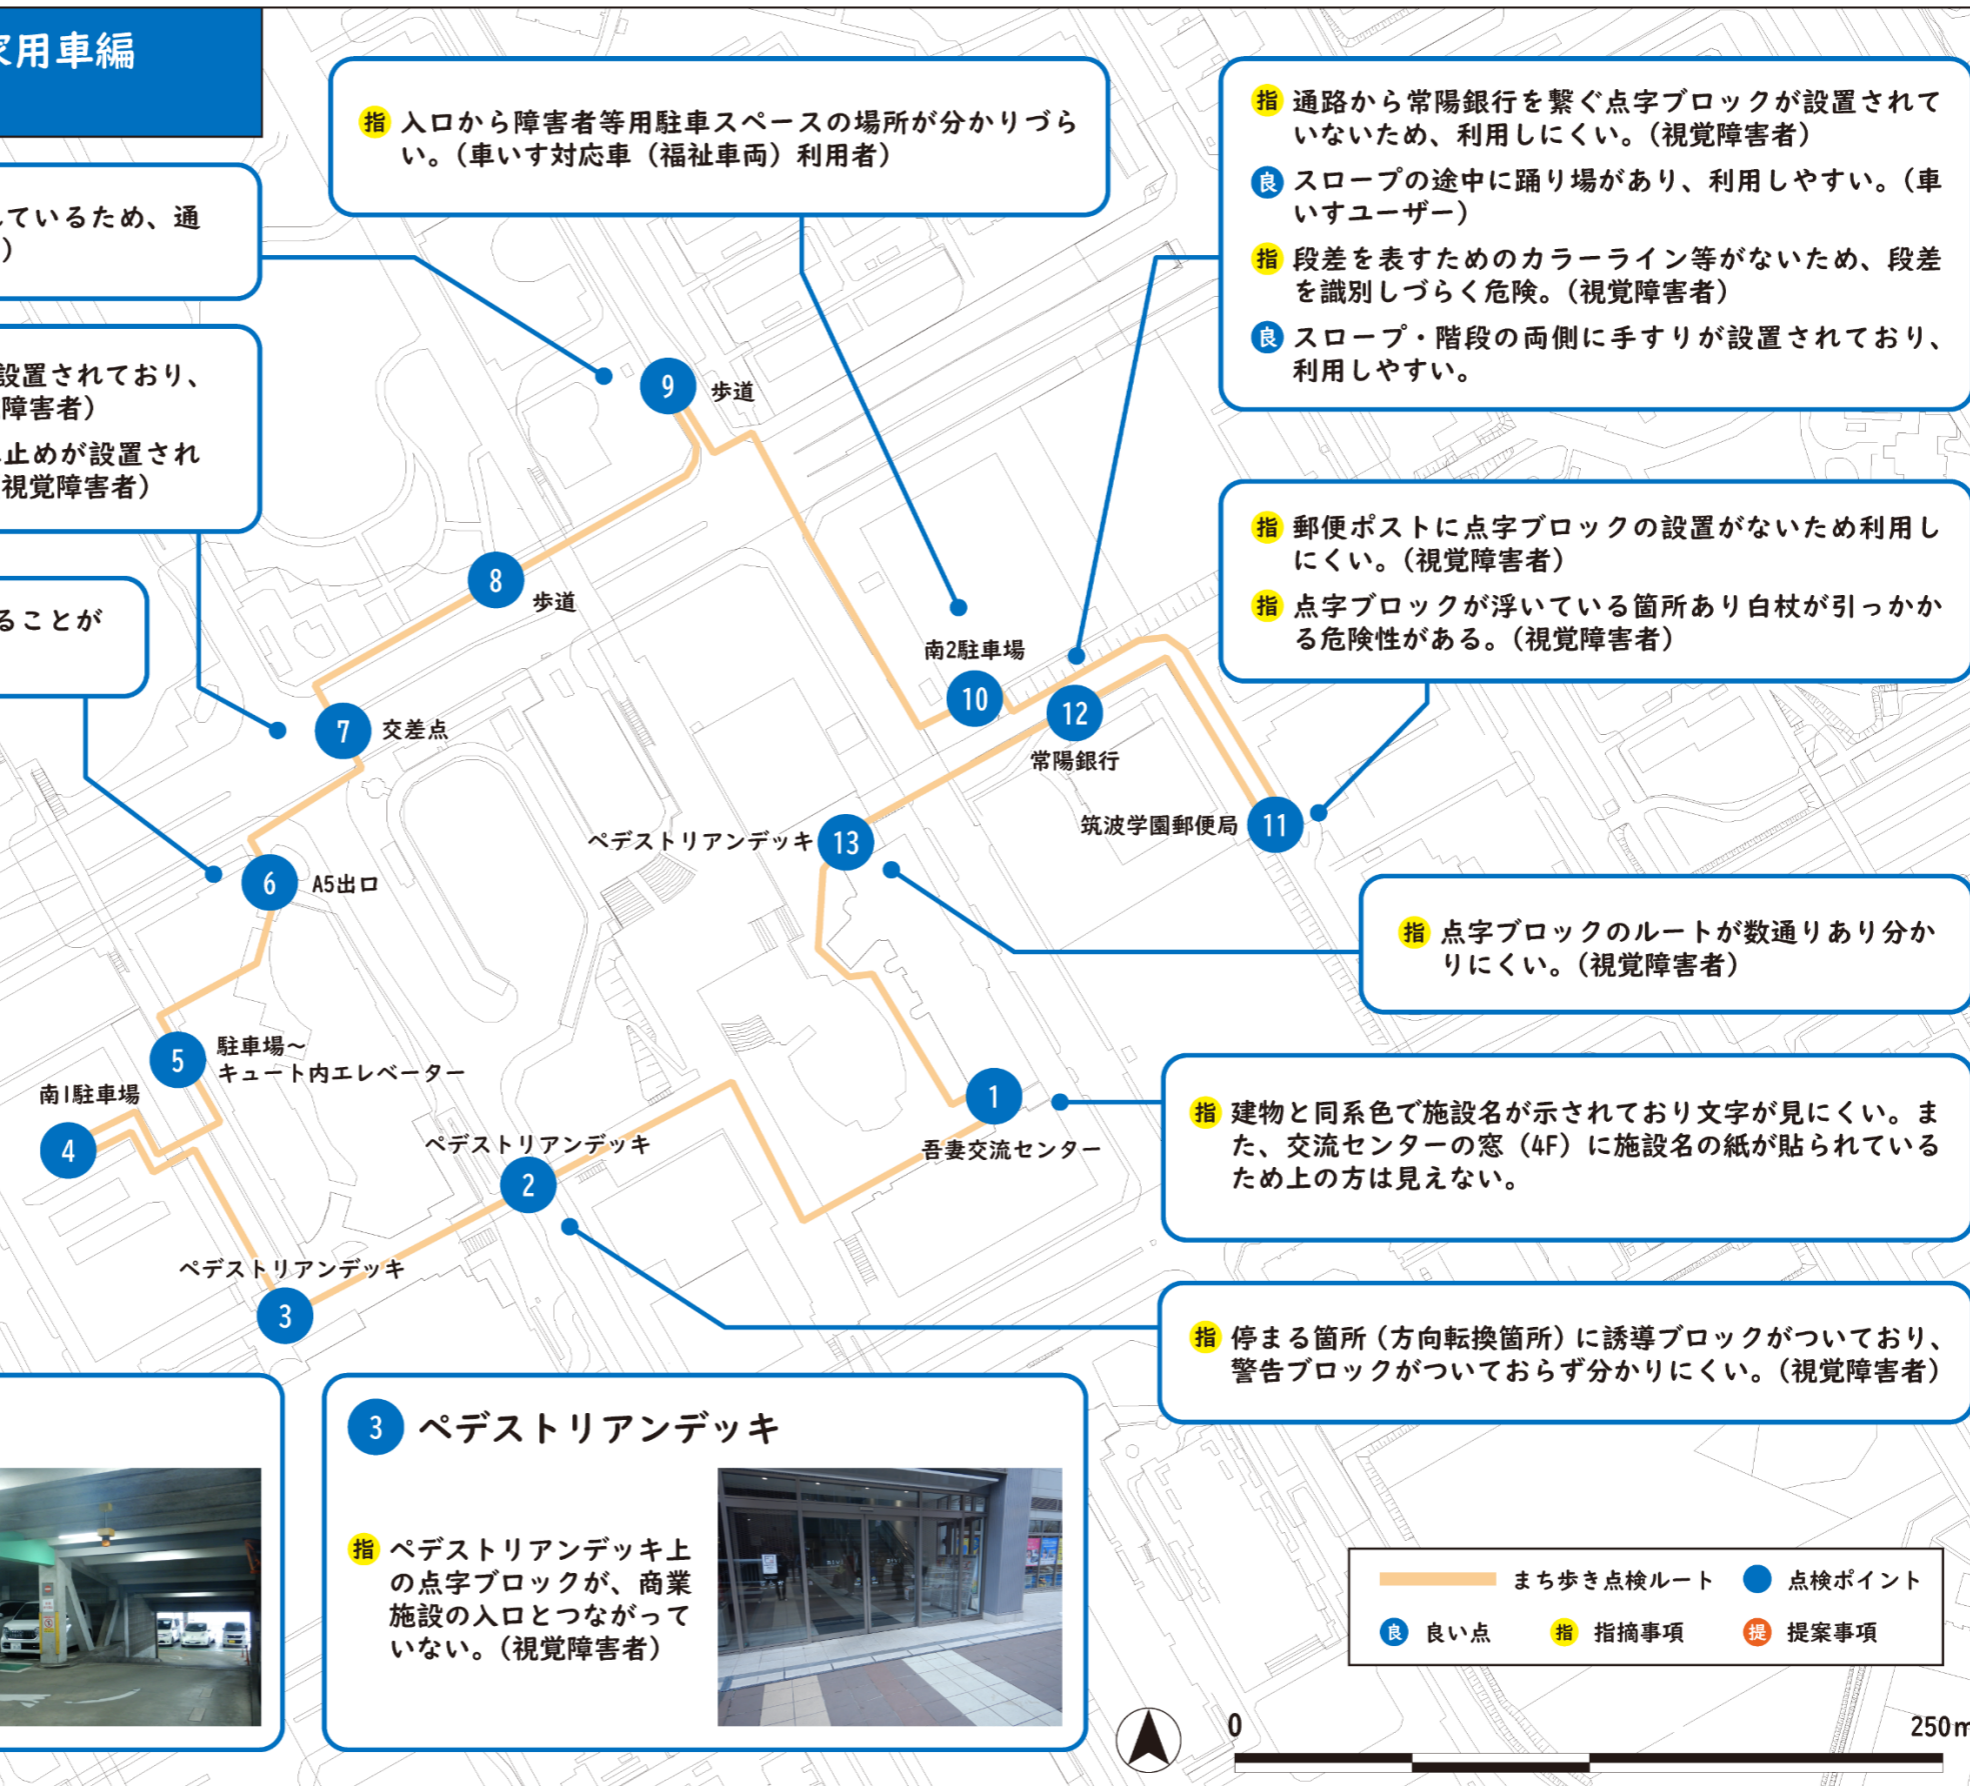 家用車編
指 入口から障害者等用駐車スペースの場所が分かりづら
い。(車いす対応車（福祉車両）利用者)
指 通路から常陽銀行を繋ぐ点字ブロックが設置されて
いないため、利用しにくい。(視覚障害者)
良 スロープの途中に踊り場があり、利用しやすい。(車
いすユーザー)
指 段差を表すためのカラーライン等がないため、段差
を識別しづらく危険。(視覚障害者)
良 スロープ・階段の両側に手すりが設置されており、
利用しやすい。
れているため、通
)
設置されており、
障害者)
止めが設置され
視覚障害者)
ることが
指 郵便ポストに点字ブロックの設置がないため利用し
にくい。(視覚障害者)
指 点字ブロックが浮いている箇所あり白杖が引っかか
る危険性がある。(視覚障害者)
9 歩道
8 歩道
南2駐車場
10
12
常陽銀行
7 交差点
筑波学園郵便局 11
ペデストリアンデッキ 13
6 A5出口
指 点字ブロックのルートが数通りあり分か
りにくい。(視覚障害者)
5 駐車場～
キュート内エレベーター
南1駐車場
4
1
吾妻交流センター
指 建物と同系色で施設名が示されており文字が見にくい。ま
た、交流センターの窓（4F）に施設名の紙が貼られている
ため上の方は見えない。
ペデストリアンデッキ
2
ペデストリアンデッキ
3
指 停まる箇所（方向転換箇所）に誘導ブロックがついており、
警告ブロックがついておらず分かりにくい。(視覚障害者)
3 ペデストリアンデッキ
指 ペデストリアンデッキ上
の点字ブロックが、商業
施設の入口とつながって
いない。(視覚障害者)
まち歩き点検ルート 点検ポイント
良 良い点 指 指摘事項 提 提案事項
0 250m